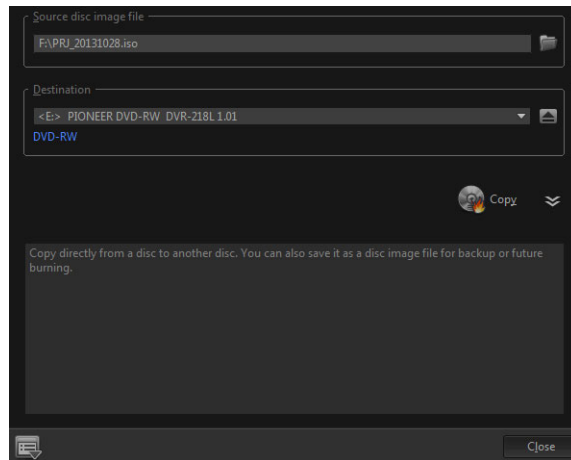 Source disc image file
F:\PRJ_20131028.iso
Destination
<E:> PIONEER DVD-RW DVR-218L 1.01
DVD-RW
Copy
Copy directly from a disc to another disc. You can also save it as a disc image file for backup or future
burning.
Close